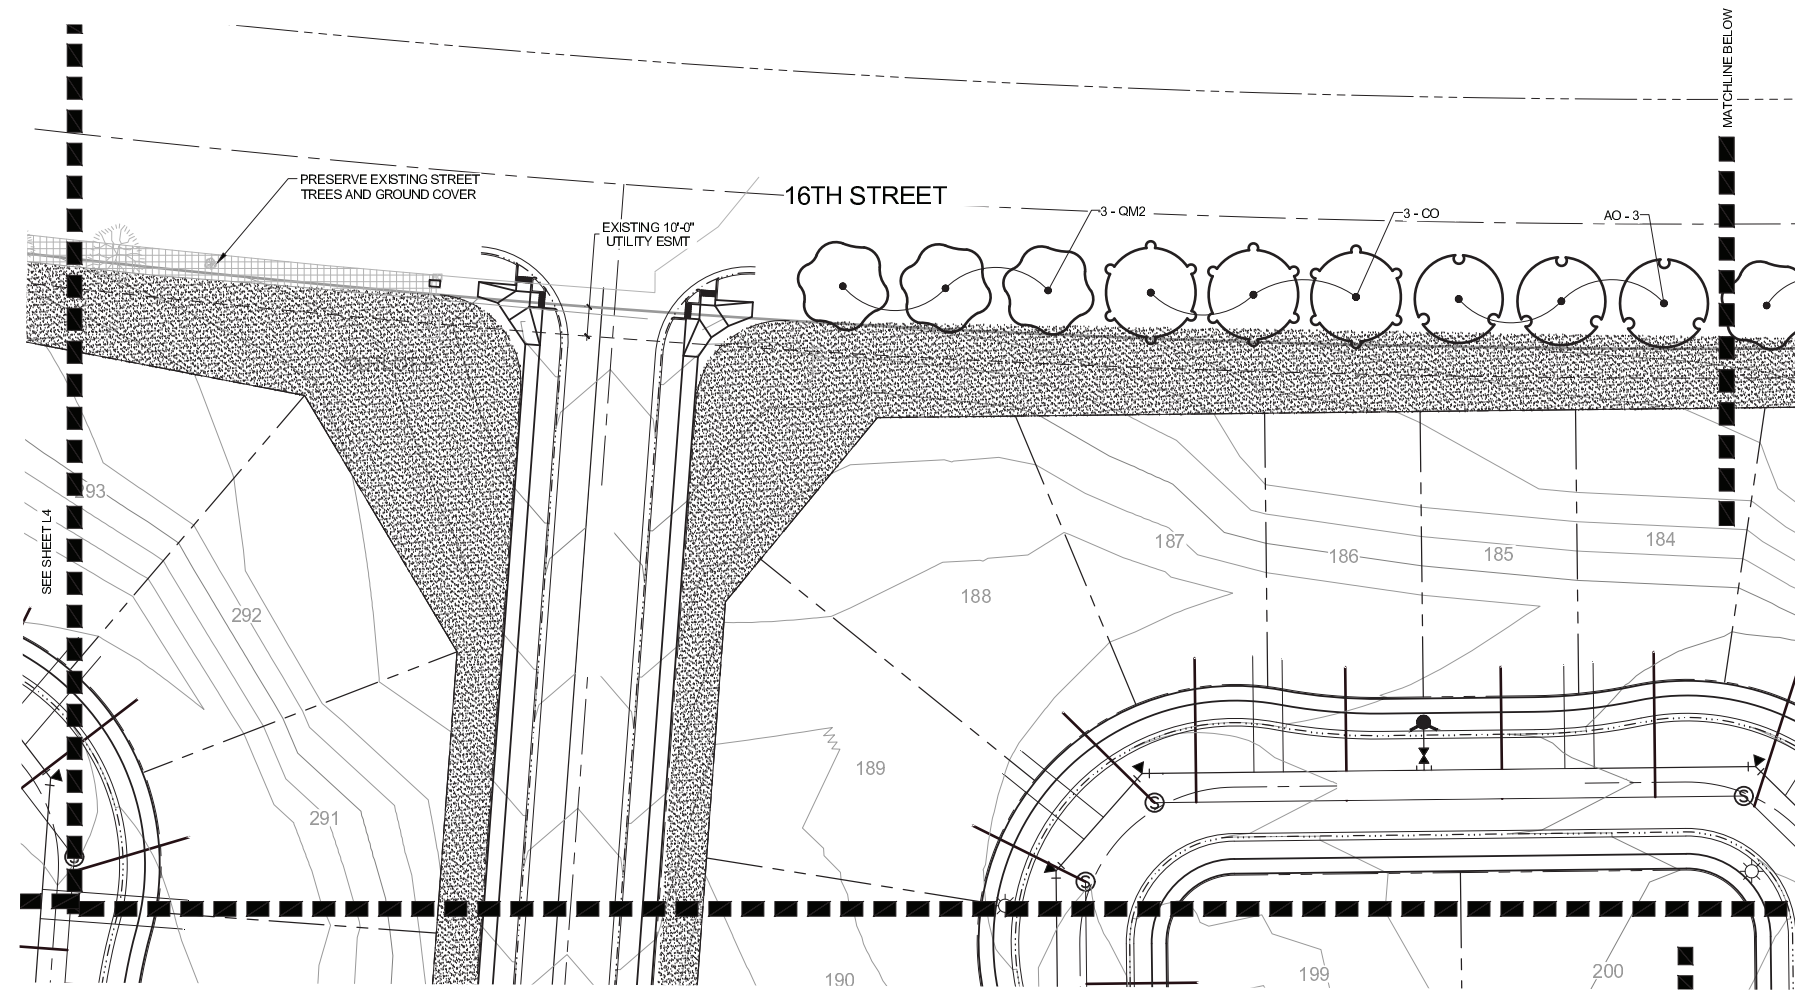 MATCHLINE BELOW
PRESERVE EXISTING STREET
TREES AND GROUND COVER
16TH STREET
EXISTING 10'-0"
UTILITY ESMT
3 - QM2
3 - CO
AO - 3
293
SEE SHEET L4
187
186
185
184
188
292
189
291
190
199
200
S
S
S